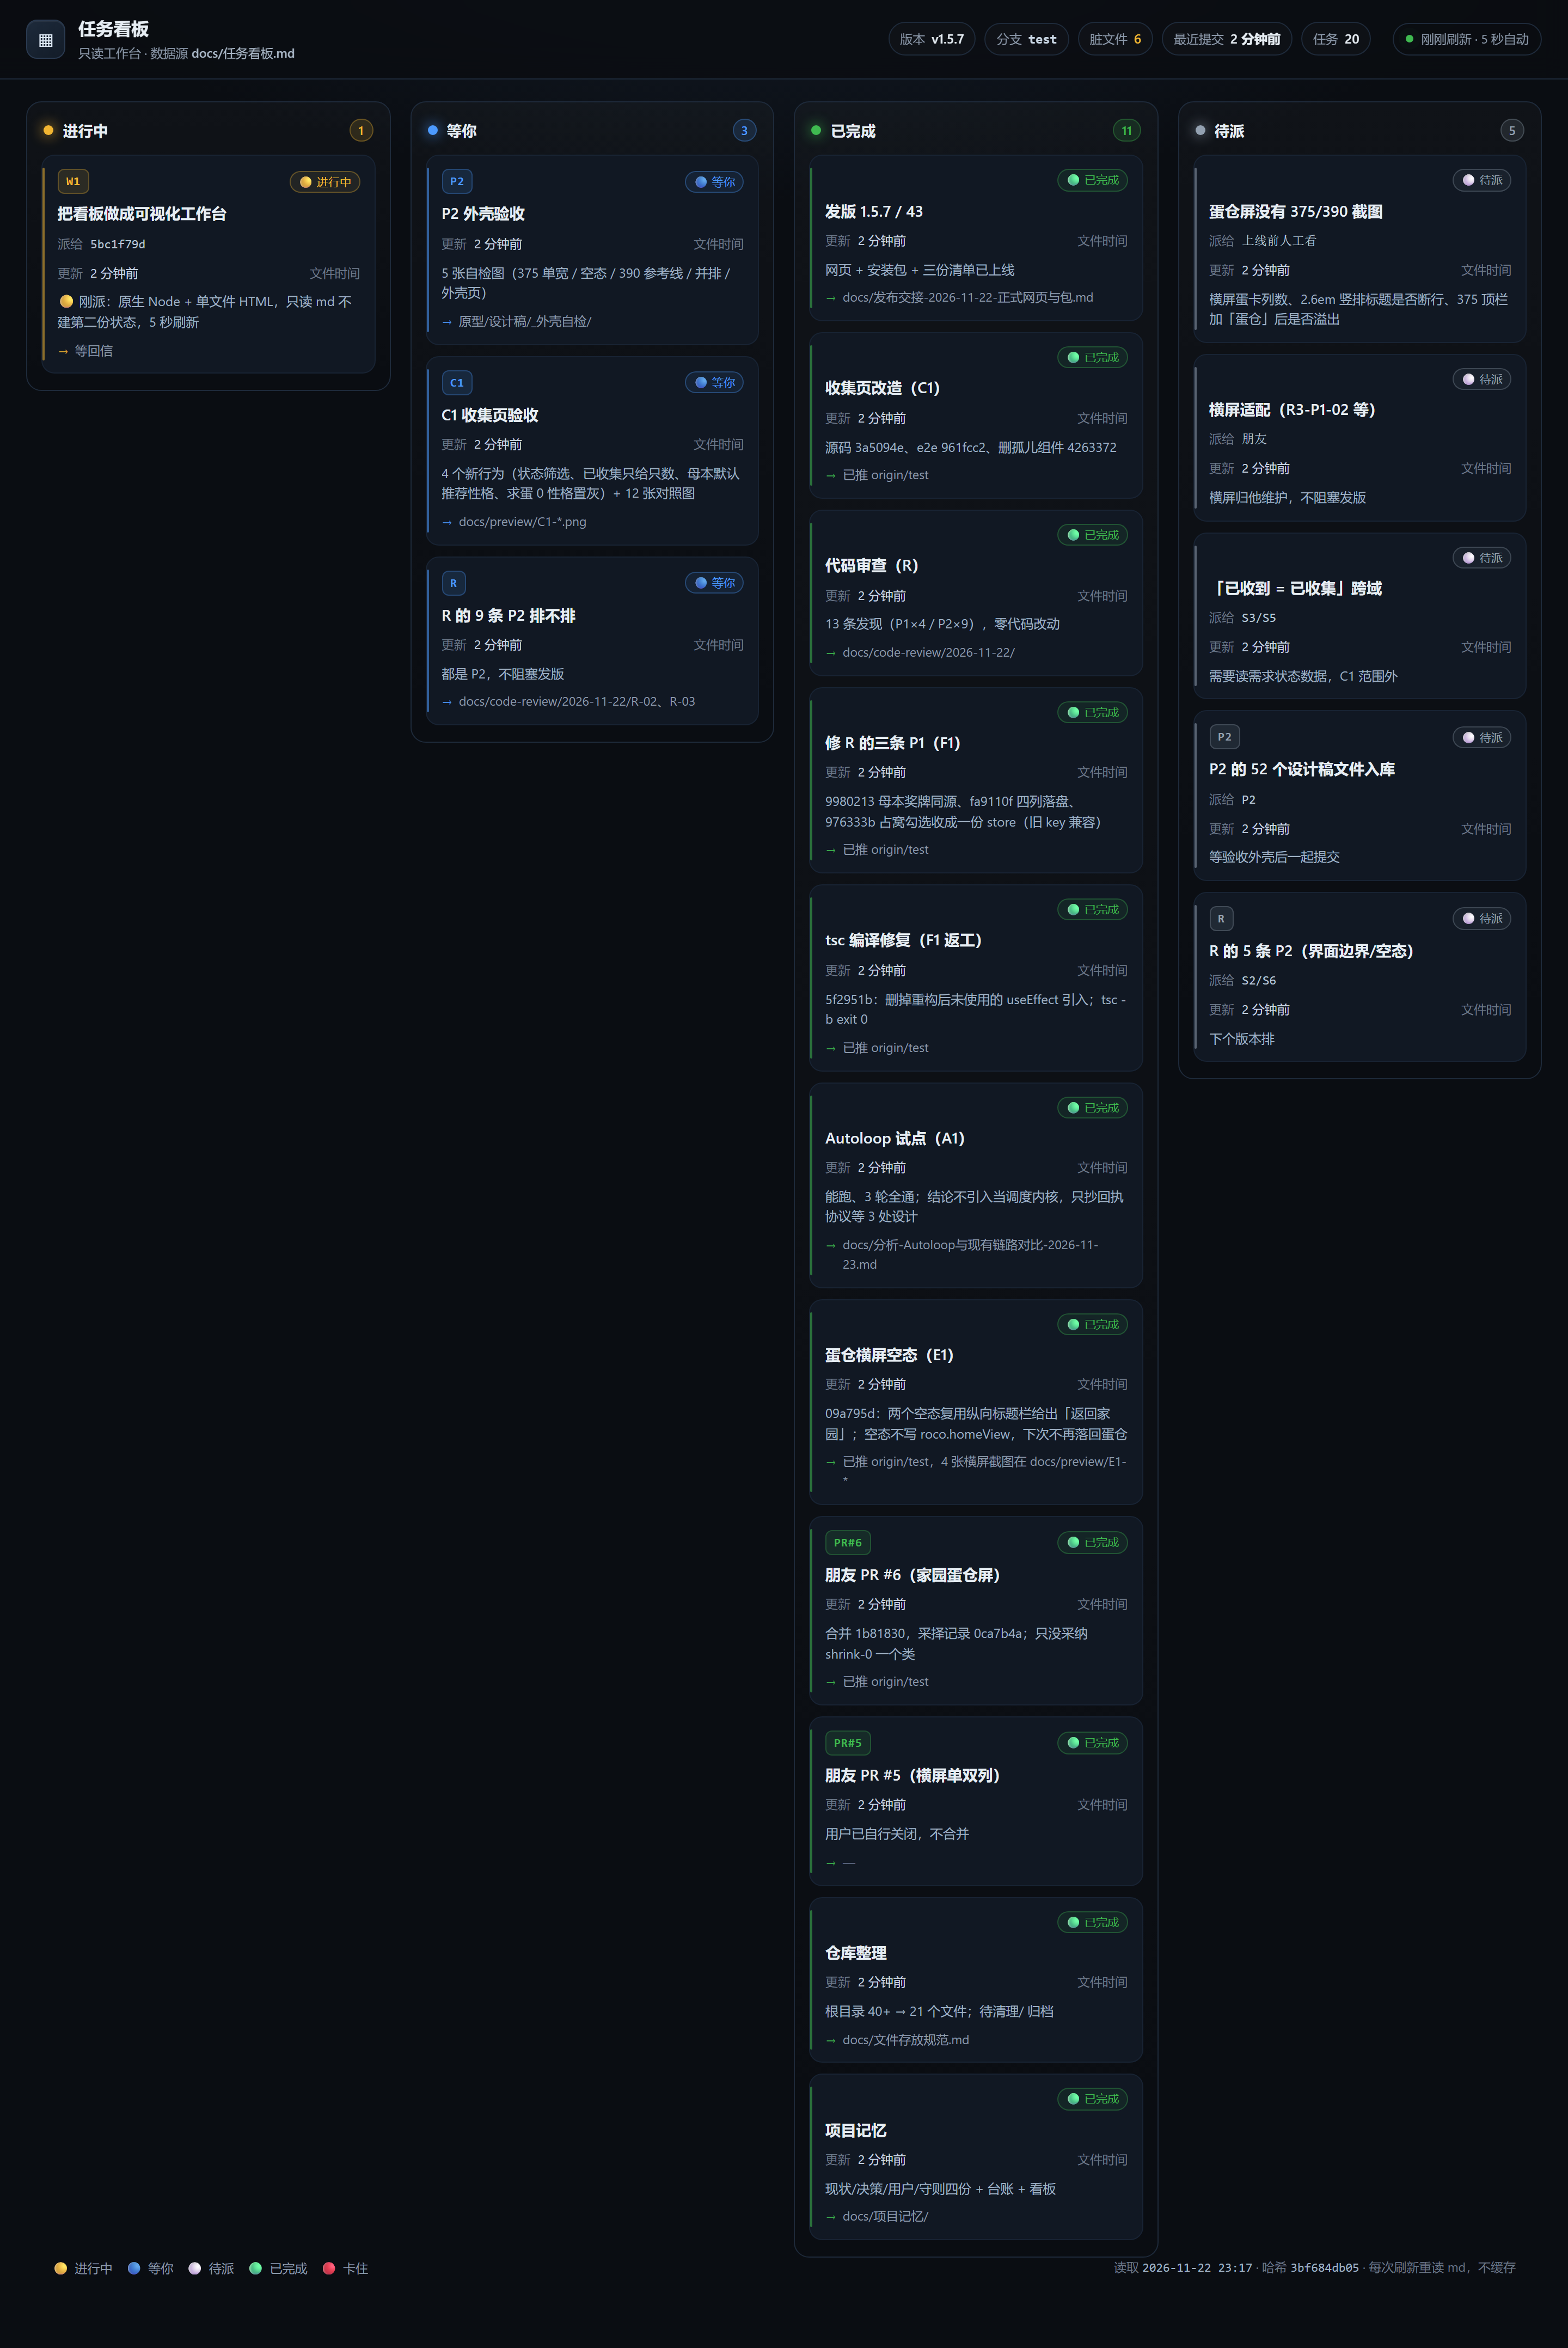 任务看板
只读工作台 · 数据源 docs/任务看板.md
版本 v1.5.7
分支 test
脏文件 6
最近提交 2 分钟前
任务 20
刚刚刷新 · 5 秒自动
进行中
1
W1
进行中
把看板做成可视化工作台
派给 5bc1f79d
更新 2 分钟前
文件时间
刚派：原生 Node + 单文件 HTML，只读 md 不
建第二份状态，5 秒刷新
→ 等回信
等你
3
P2
等你
P2 外壳验收
更新 2 分钟前
文件时间
5 张自检图（375 单宽 / 空态 / 390 参考线 / 并排 /
外壳页）
→ 原型/设计稿/_外壳自检/
C1
等你
C1 收集页验收
更新 2 分钟前
文件时间
4 个新行为（状态筛选、已收集只给只数、母本默认
推荐性格、求蛋 0 性格置灰）+ 12 张对照图
→ docs/preview/C1-*.png
R
等你
R 的 9 条 P2 排不排
更新 2 分钟前
文件时间
都是 P2，不阻塞发版
→ docs/code-review/2026-11-22/R-02、R-03
已完成
11
已完成
发版 1.5.7 / 43
更新 2 分钟前
文件时间
网页 + 安装包 + 三份清单已上线
→ docs/发布交接-2026-11-22-正式网页与包.md
已完成
收集页改造（C1）
更新 2 分钟前
文件时间
源码 3a5094e、e2e 961fcc2、删孤儿组件 4263372
→ 已推 origin/test
已完成
代码审查（R）
更新 2 分钟前
文件时间
13 条发现（P1×4 / P2×9），零代码改动
→ docs/code-review/2026-11-22/
已完成
修 R 的三条 P1（F1）
更新 2 分钟前
文件时间
9980213 母本奖牌同源、fa9110f 四列落盘、
976333b 占窝勾选收成一份 store（旧 key 兼容）
→ 已推 origin/test
已完成
tsc 编译修复（F1 返工）
更新 2 分钟前
文件时间
5f2951b：删掉重构后未使用的 useEffect 引入；tsc -
b exit 0
→ 已推 origin/test
已完成
Autoloop 试点（A1）
更新 2 分钟前
文件时间
能跑、3 轮全通；结论不引入当调度内核，只抄回执
协议等 3 处设计
→ docs/分析-Autoloop与现有链路对比-2026-11-
23.md
已完成
蛋仓横屏空态（E1）
更新 2 分钟前
文件时间
09a795d：两个空态复用纵向标题栏给出「返回家
园」；空态不写 roco.homeView，下次不再落回蛋仓
→ 已推 origin/test，4 张横屏截图在 docs/preview/E1-
*
PR#6
已完成
朋友 PR #6（家园蛋仓屏）
更新 2 分钟前
文件时间
合并 1b81830，采择记录 0ca7b4a；只没采纳
shrink-0 一个类
→ 已推 origin/test
PR#5
已完成
朋友 PR #5（横屏单双列）
更新 2 分钟前
文件时间
用户已自行关闭，不合并
→ —
已完成
仓库整理
更新 2 分钟前
文件时间
根目录 40+ → 21 个文件；待清理/ 归档
→ docs/文件存放规范.md
已完成
项目记忆
更新 2 分钟前
文件时间
现状/决策/用户/守则四份 + 台账 + 看板
→ docs/项目记忆/
待派
5
待派
蛋仓屏没有 375/390 截图
派给 上线前人工看
更新 2 分钟前
文件时间
横屏蛋卡列数、2.6em 竖排标题是否断行、375 顶栏
加「蛋仓」后是否溢出
待派
横屏适配（R3-P1-02 等）
派给 朋友
更新 2 分钟前
文件时间
横屏归他维护，不阻塞发版
待派
「已收到 = 已收集」跨域
派给 S3/S5
更新 2 分钟前
文件时间
需要读需求状态数据，C1 范围外
P2
待派
P2 的 52 个设计稿文件入库
派给 P2
更新 2 分钟前
文件时间
等验收外壳后一起提交
R
待派
R 的 5 条 P2（界面边界/空态）
派给 S2/S6
更新 2 分钟前
文件时间
下个版本排
进行中 等你 待派 已完成 卡住
读取 2026-11-22 23:17 · 哈希 3bf684db05 · 每次刷新重读 md，不缓存